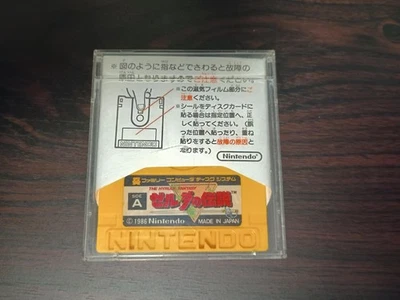 ※図のように指などでさわると故障の
原因となりますのでご注意ください。
※この磁気フィルム部分にご
注意ください。
※シールをディスクカードに
貼る場合は指定位置へ、正
しく貼ってください。(誤
った位置へ貼ったり、重ね
貼りをすると故障の原因と
なります。)
NINTENDO
Nintendo
ファミリー コンピュータ ディスク システム
SIDE A
THE HYRULE FANTASY
ゼルダの伝説
©1986 Nintendo MADE IN JAPAN
NINTENDO